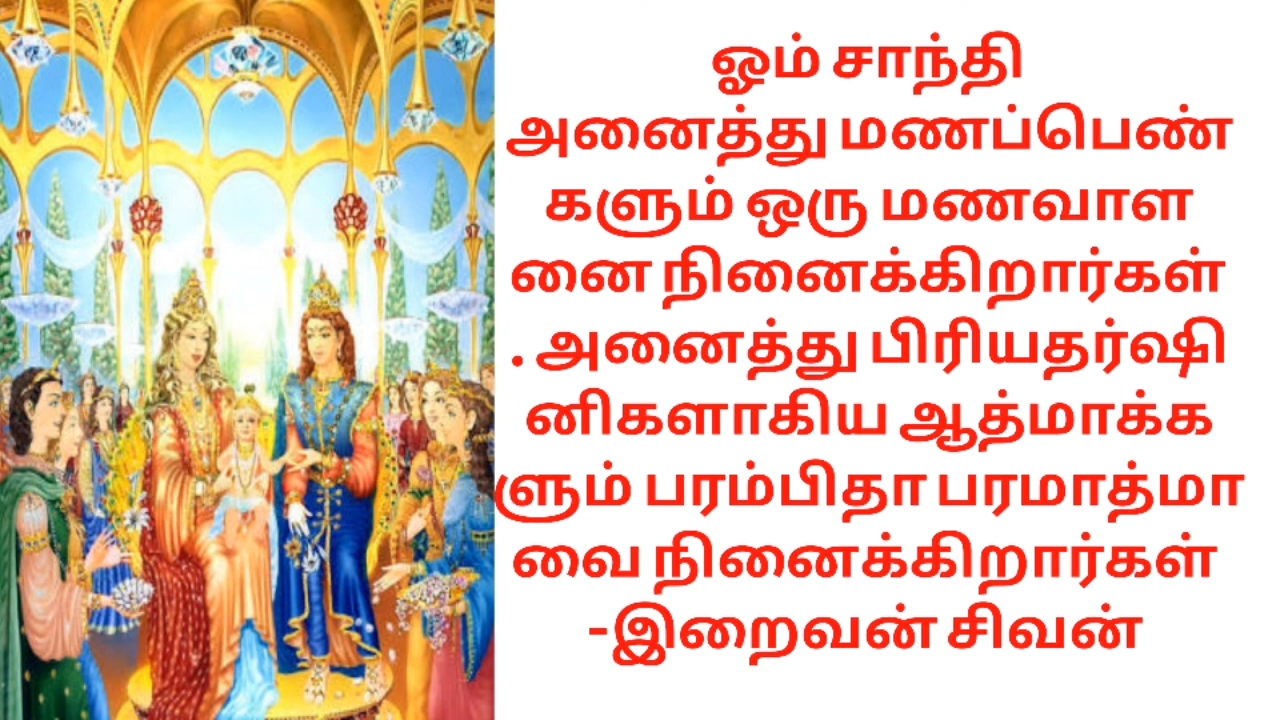 ஓம் சாந்தி
அனைத்து மணப்பெண்
களும் ஒரு மணவாள
னை நினைக்கிறார்கள்
. அனைத்து பிரியதர்ஷி
னிகளாகிய ஆத்மாக்க
ளும் பரம்பிதா பரமாத்மா
வை நினைக்கிறார்கள்
-இறைவன் சிவன்